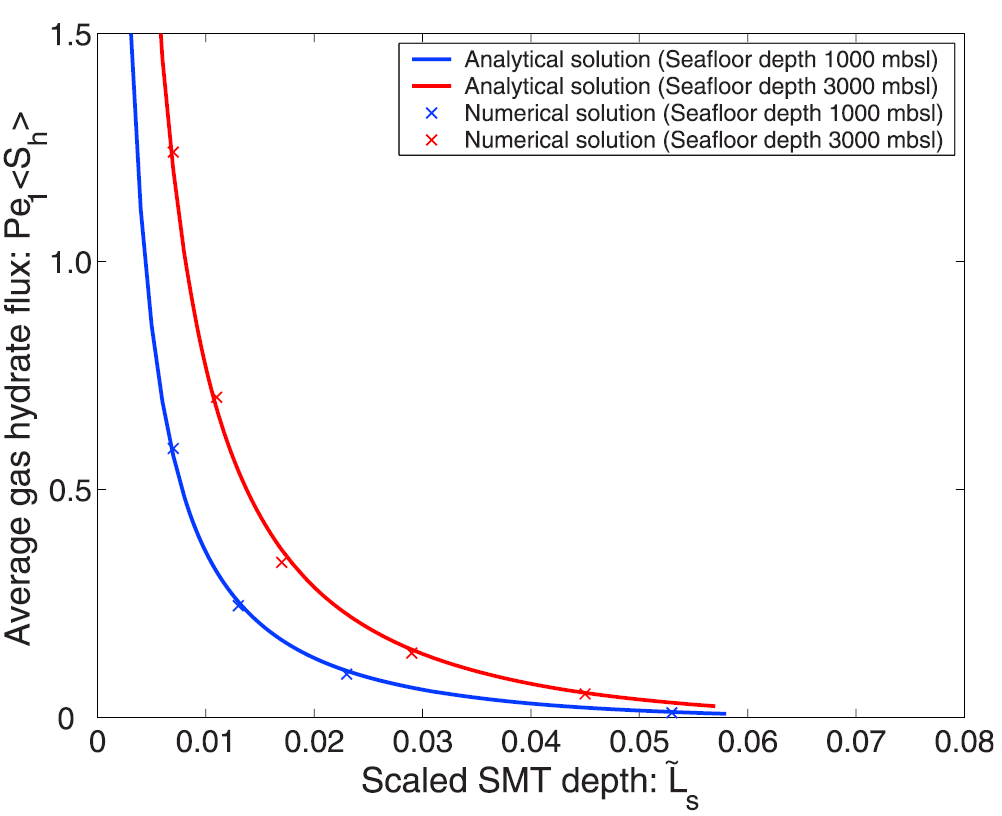 1.5
1.0
0.5
0
Average gas hydrate flux: Pe1<Sh>
Analytical solution (Seafloor depth 1000 mbsl)
Analytical solution (Seafloor depth 3000 mbsl)
Numerical solution (Seafloor depth 1000 mbsl)
Numerical solution (Seafloor depth 3000 mbsl)
0 0.01 0.02 0.03 0.04 0.05 0.06 0.07 0.08
Scaled SMT depth: L̃s